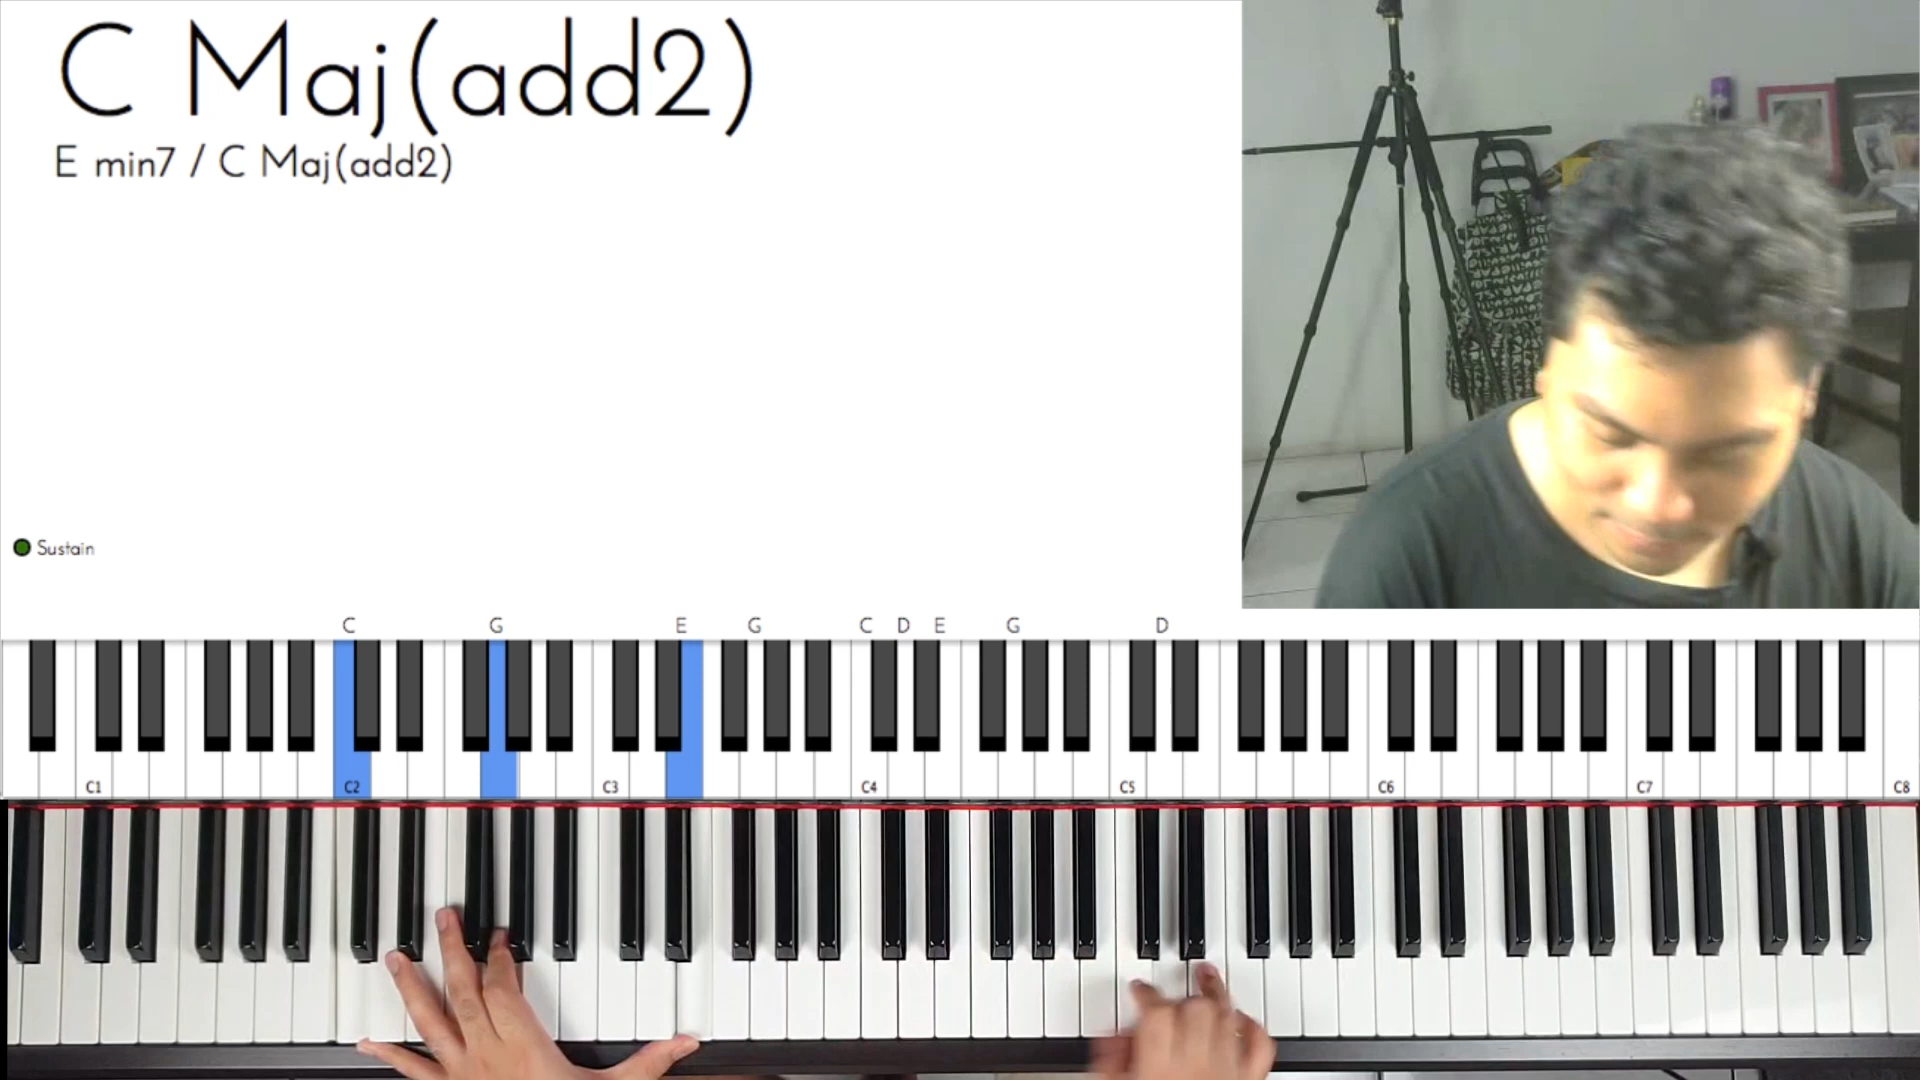 C Maj(add2)
E min7 / C Maj(add2)
Sustain
C G E G C D E G D
C1 C2 C3 C4 C5 C6 C7 C8